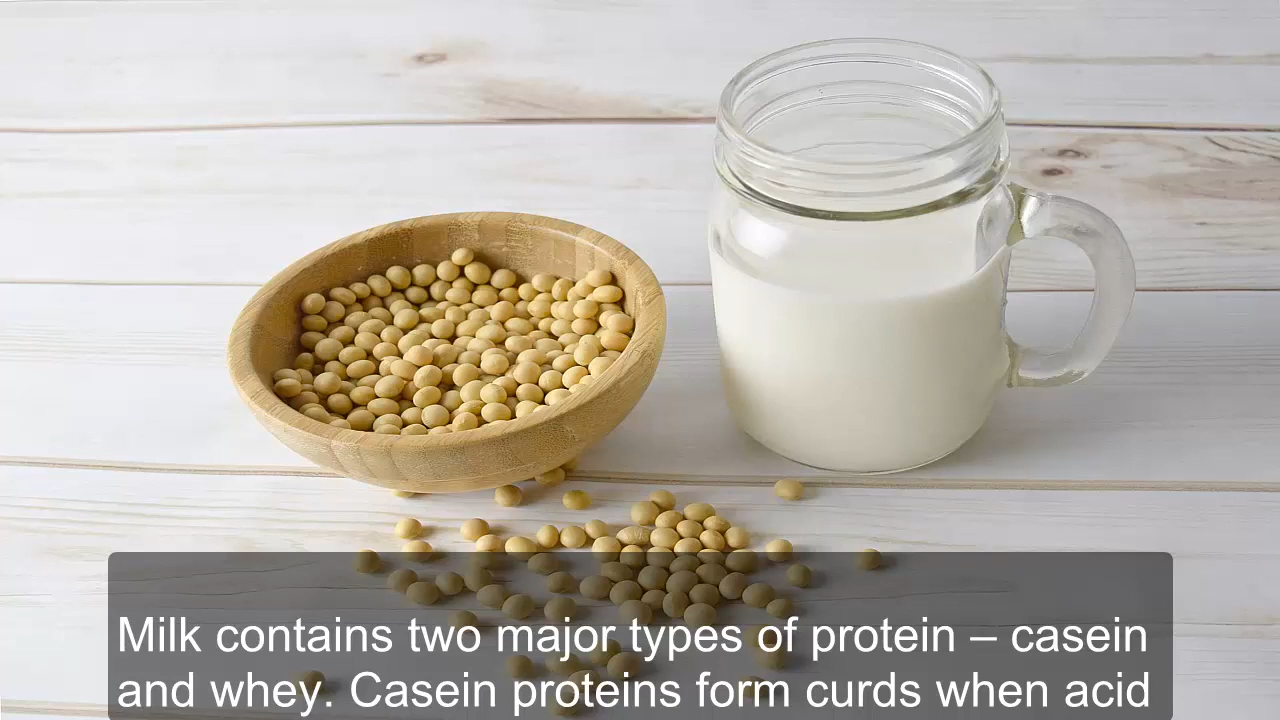 Milk contains two major types of protein – casein
and whey. Casein proteins form curds when acid